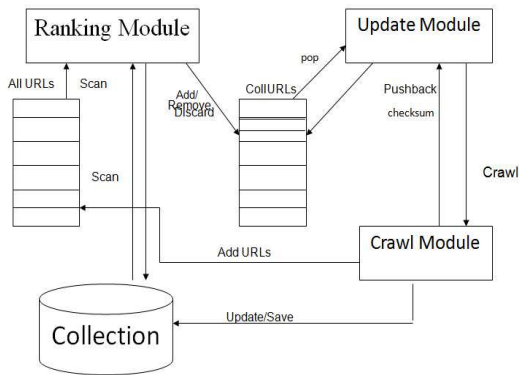 Ranking Module
Update Module
pop
All URLs
Scan
CollURLs
Pushback
Add/
Remove
Discard
checksum
Scan
Crawl
Crawl Module
Add URLs
Update/Save
Collection